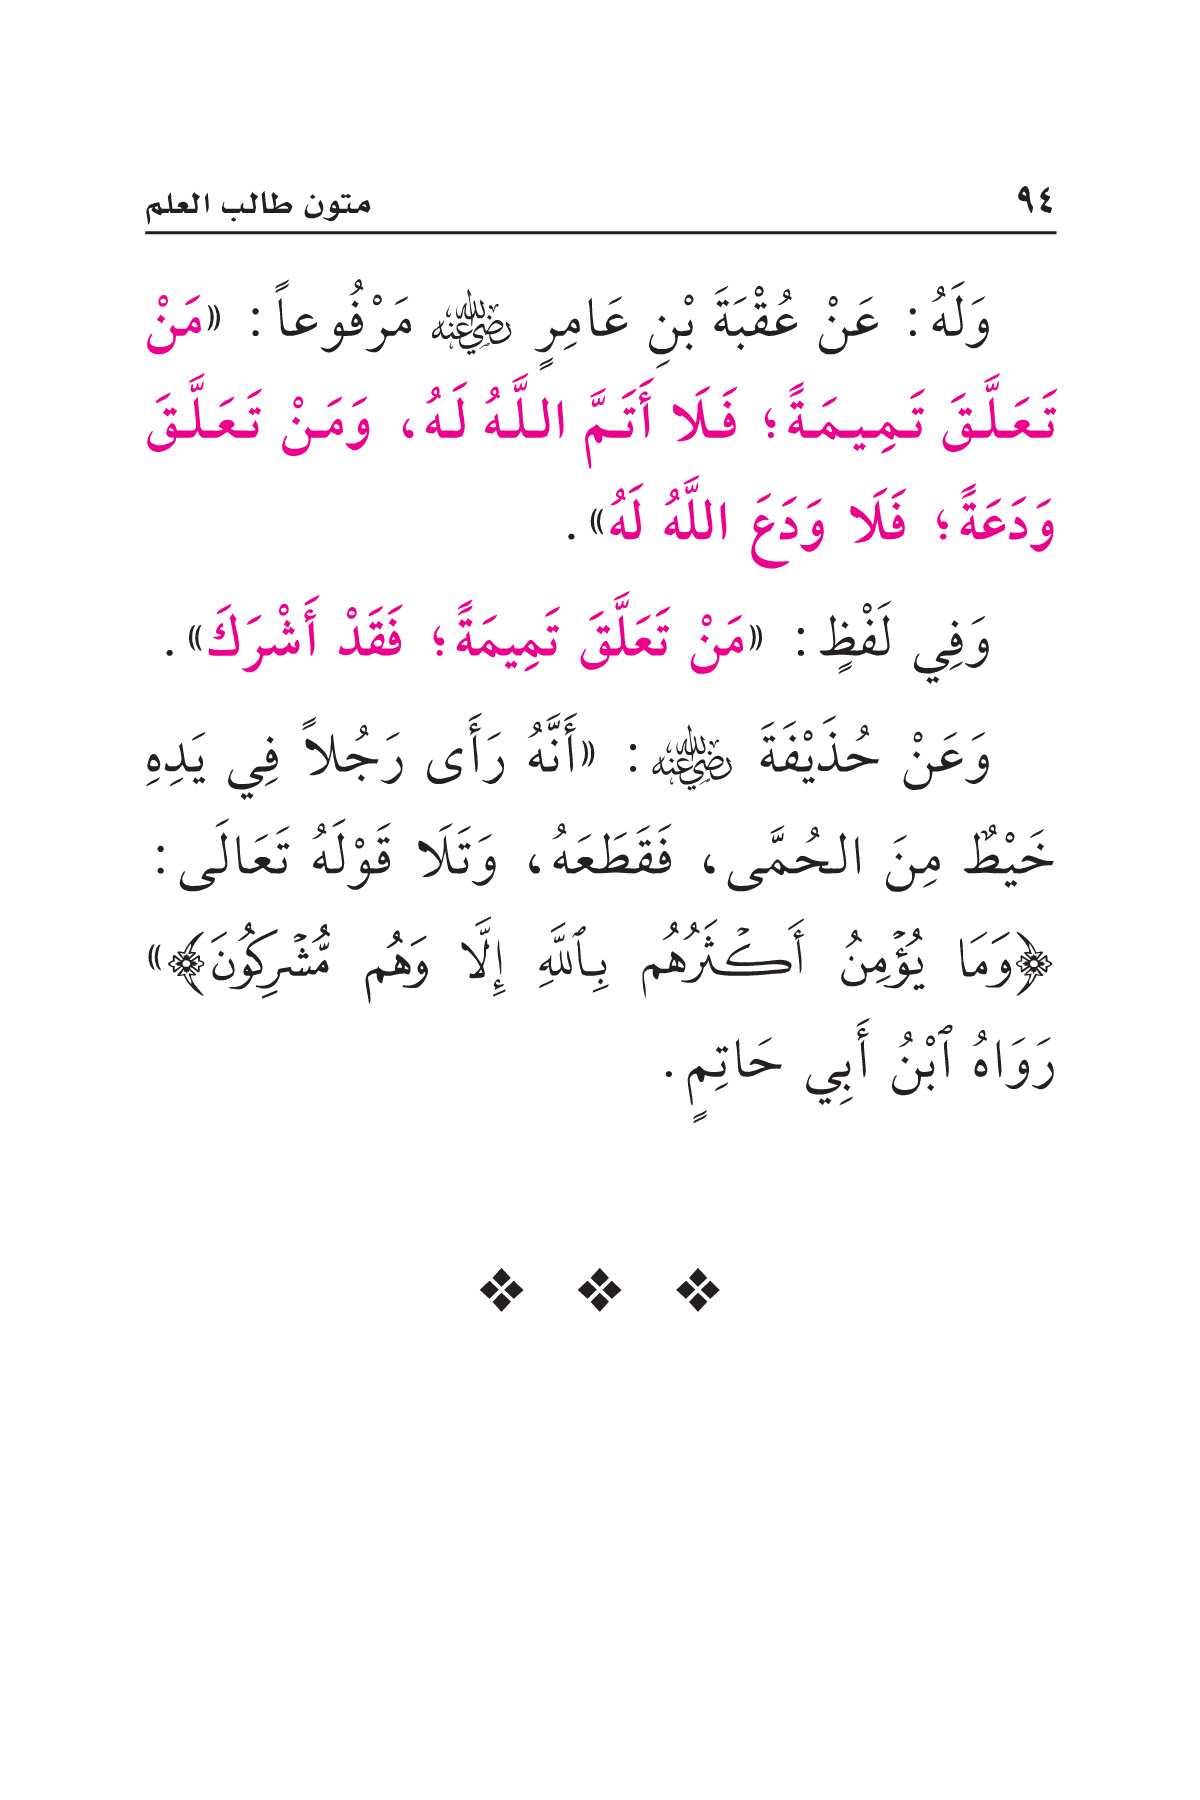 ٩٤ متون طالب العلم
وَلَهُ: عَنْ عُقْبَةَ بْنِ عَامِرٍ رضي الله عنه مَرْفُوعاً: «مَنْ
تَعَلَّقَ تَمِيمَةً؛ فَلَا أَتَمَّ اللَّهُ لَهُ، وَمَنْ تَعَلَّقَ
وَدَعَةً؛ فَلَا وَدَعَ اللَّهُ لَهُ».
وَفِي لَفْظٍ: «مَنْ تَعَلَّقَ تَمِيمَةً؛ فَقَدْ أَشْرَكَ».
وَعَنْ حُذَيْفَةَ رضي الله عنه: «أَنَّهُ رَأَى رَجُلاً فِي يَدِهِ
خَيْطٌ مِنَ الحُمَّى، فَقَطَعَهُ، وَتَلَا قَوْلَهُ تَعَالَى:
﴿وَمَا يُؤْمِنُ أَكْثَرُهُم بِٱللَّهِ إِلَّا وَهُم مُّشْرِكُونَ﴾»
رَوَاهُ ٱبْنُ أَبِي حَاتِمٍ.